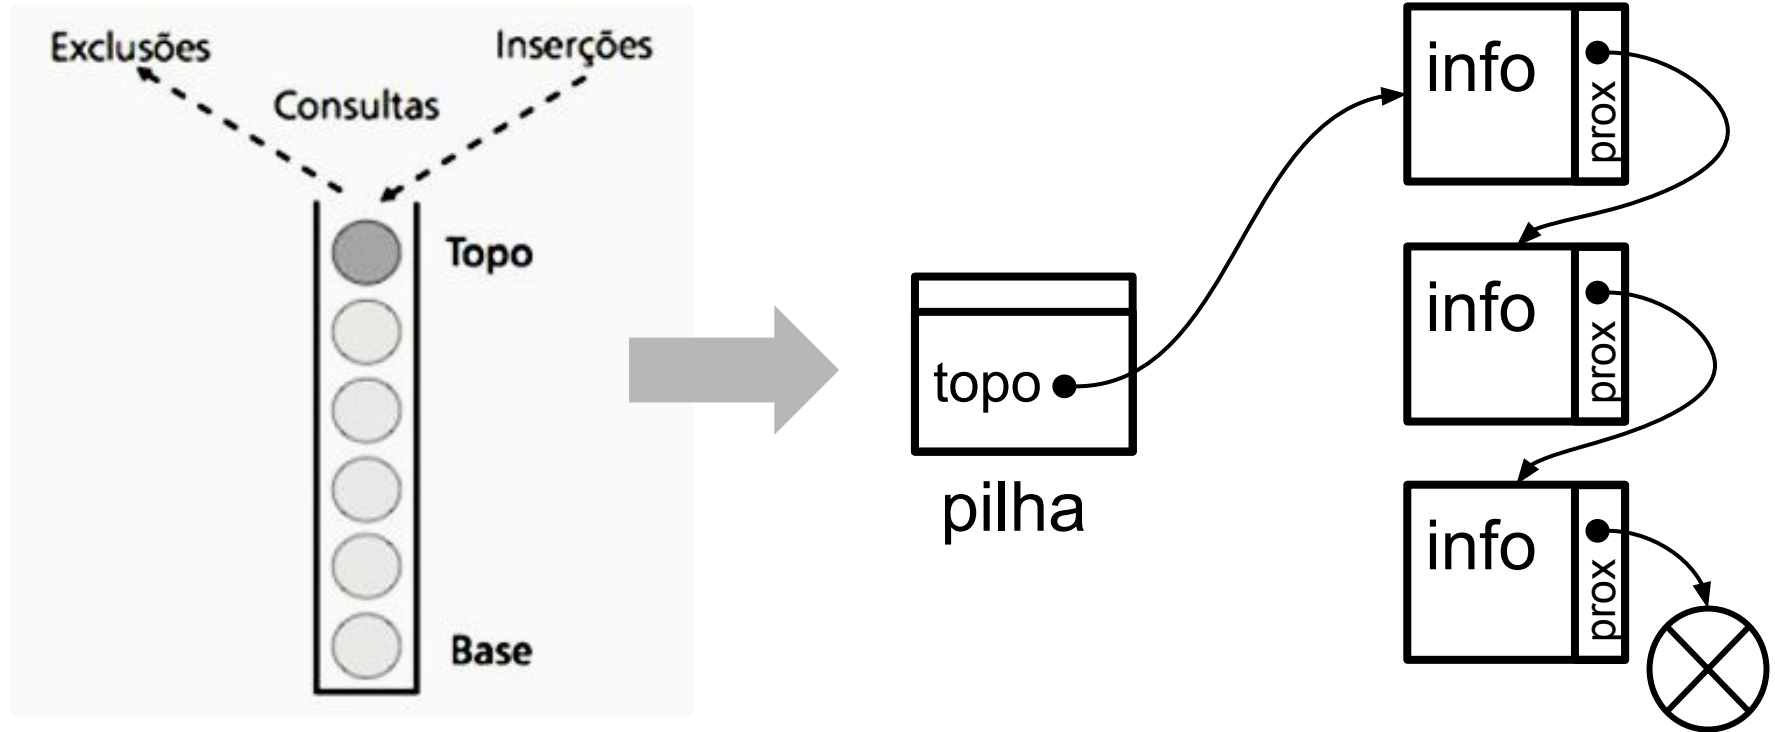 Exclusões
Inserções
Consultas
Topo
Base
topo
pilha
info
prox
info
prox
info
prox